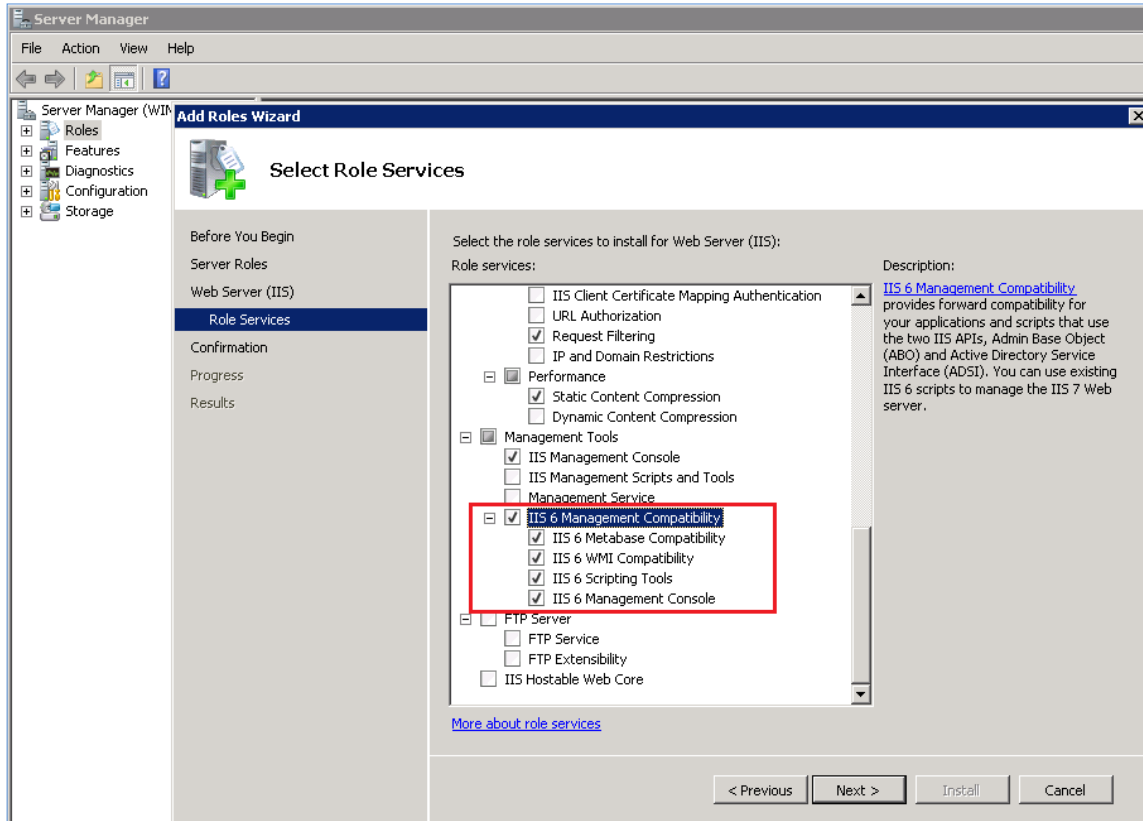 Server Manager
File Action View Help
Server Manager (WIN
Roles
Features
Diagnostics
Configuration
Storage
Add Roles Wizard
Select Role Services
Before You Begin
Server Roles
Web Server (IIS)
Role Services
Confirmation
Progress
Results
Select the role services to install for Web Server (IIS):
Role services:
IIS Client Certificate Mapping Authentication
URL Authorization
Request Filtering
IP and Domain Restrictions
Performance
Static Content Compression
Dynamic Content Compression
Management Tools
IIS Management Console
IIS Management Scripts and Tools
Management Service
IIS 6 Management Compatibility
IIS 6 Metabase Compatibility
IIS 6 WMI Compatibility
IIS 6 Scripting Tools
IIS 6 Management Console
FTP Server
FTP Service
FTP Extensibility
IIS Hostable Web Core
More about role services
Description:
IIS 6 Management Compatibility
provides forward compatibility for
your applications and scripts that use
the two IIS APIs, Admin Base Object
(ABO) and Active Directory Service
Interface (ADSI). You can use existing
IIS 6 scripts to manage the IIS 7 Web
server.
< Previous
Next >
Install
Cancel